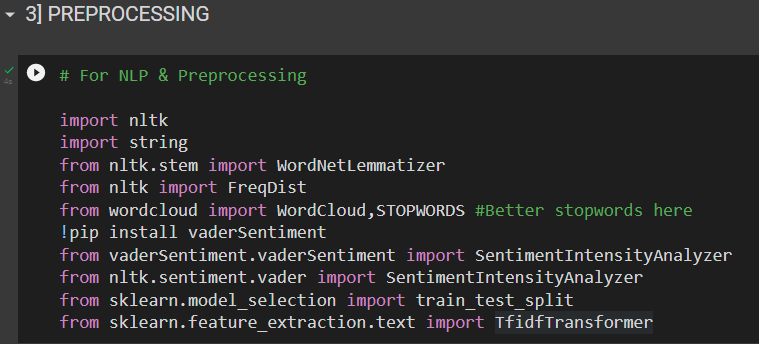 3] PREPROCESSING
# For NLP & Preprocessing
import nltk
import string
from nltk.stem import WordNetLemmatizer
from nltk import FreqDist
from wordcloud import WordCloud,STOPWORDS #Better stopwords here
!pip install vaderSentiment
from vaderSentiment.vaderSentiment import SentimentIntensityAnalyzer
from nltk.sentiment.vader import SentimentIntensityAnalyzer
from sklearn.model_selection import train_test_split
from sklearn.feature_extraction.text import TfidfTransformer